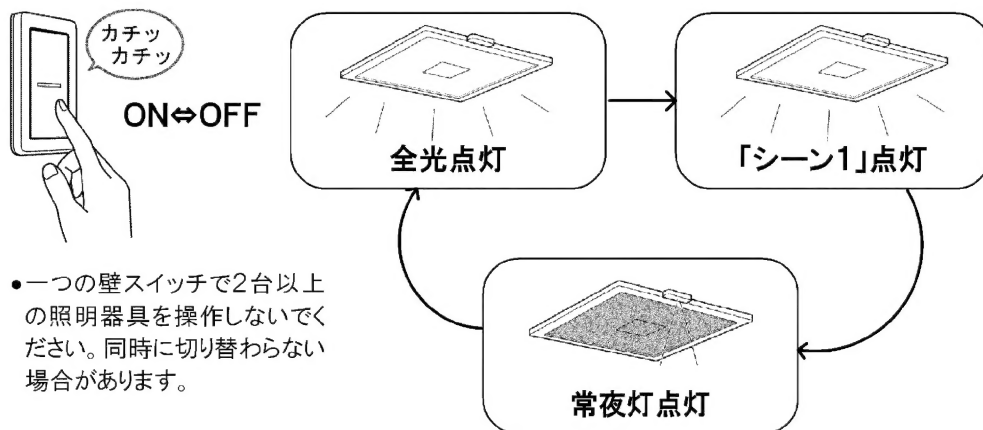 カチッ
カチッ
ON⇔OFF
全光点灯
「シーン1」点灯
常夜灯点灯
●一つの壁スイッチで2台以上
の照明器具を操作しないでく
ださい。同時に切り替わらない
場合があります。